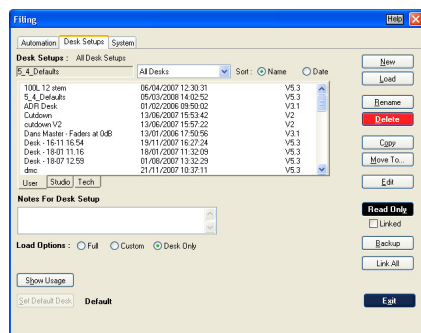 Filing
Help
Automation Desk Setups System
Desk Setups : All Desk Setups
5_4_Defaults All Desks Sort : Name Date
100L 12 stem 06/04/2007 12:30:31 V5.3
5_4_Defaults 05/03/2008 14:02:52 V5.3
ADR Desk 01/02/2006 09:50:02 V3.1
Cutdown 13/06/2007 15:53:42 V2
cutdown V2 13/06/2007 15:57:22 V2
Dans Master - Faders at 0dB 13/01/2006 17:50:56 V3.1
Desk - 16-11 16.54 19/11/2007 16:27:24 V5.3
Desk - 18-01 11.16 18/01/2007 11:32:09 V5.3
Desk - 18-07 12.59 01/08/2007 13:32:29 V5.3
dmc 21/11/2007 10:37:11 V5.3
User Studio Tech
Notes For Desk Setup
Load Options : Full Custom Desk Only
Show Usage
Set Default Desk Default
New
Load
Rename
Delete
Copy
Move To...
Edit
Read Only
Linked
Backup
Link All
Exit